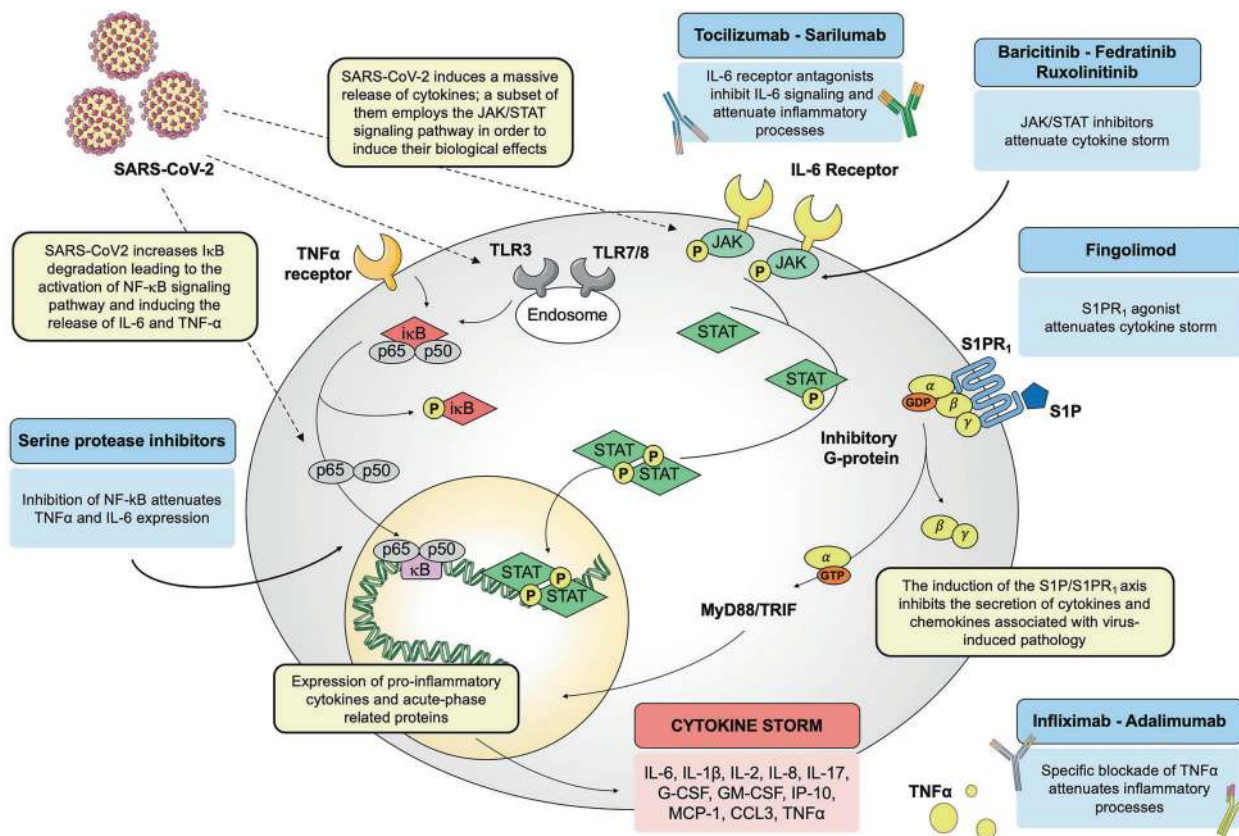 Tocilizumab - Sarilumab
IL-6 receptor antagonists
inhibit IL-6 signaling and
attenuate inflammatory
processes
Baricitinib - Fedratinib
Ruxolinitinib
JAK/STAT inhibitors
attenuate cytokine storm
SARS-CoV-2 induces a massive
release of cytokines; a subset
of them employs the JAK/STAT
signaling pathway in order to
induce their biological effects
SARS-CoV-2
IL-6 Receptor
JAK
P
JAK
P
SARS-CoV2 increases IκB
degradation leading to the
activation of NF-κB signaling
pathway and inducing the
release of IL-6 and TNF-α
TNFα
receptor
TLR3
TLR7/8
Endosome
Fingolimod
S1PR₁ agonist
attenuates cytokine storm
iκB
p65 p50
P iκB
STAT
STAT
P
S1PR₁
α
GDP
β
γ
S1P
Inhibitory
G-protein
Serine protease inhibitors
Inhibition of NF-kB attenuates
TNFα and IL-6 expression
p65 p50
STAT
P
P
STAT
β γ
p65 p50
κB
STAT
P
P
STAT
α
GTP
MyD88/TRIF
The induction of the S1P/S1PR₁ axis
inhibits the secretion of cytokines and
chemokines associated with virus-
induced pathology
Expression of pro-inflammatory
cytokines and acute-phase
related proteins
CYTOKINE STORM
IL-6, IL-1β, IL-2, IL-8, IL-17,
G-CSF, GM-CSF, IP-10,
MCP-1, CCL3, TNFα
Infliximab - Adalimumab
Specific blockade of TNFα
attenuates inflammatory
processes
TNFα